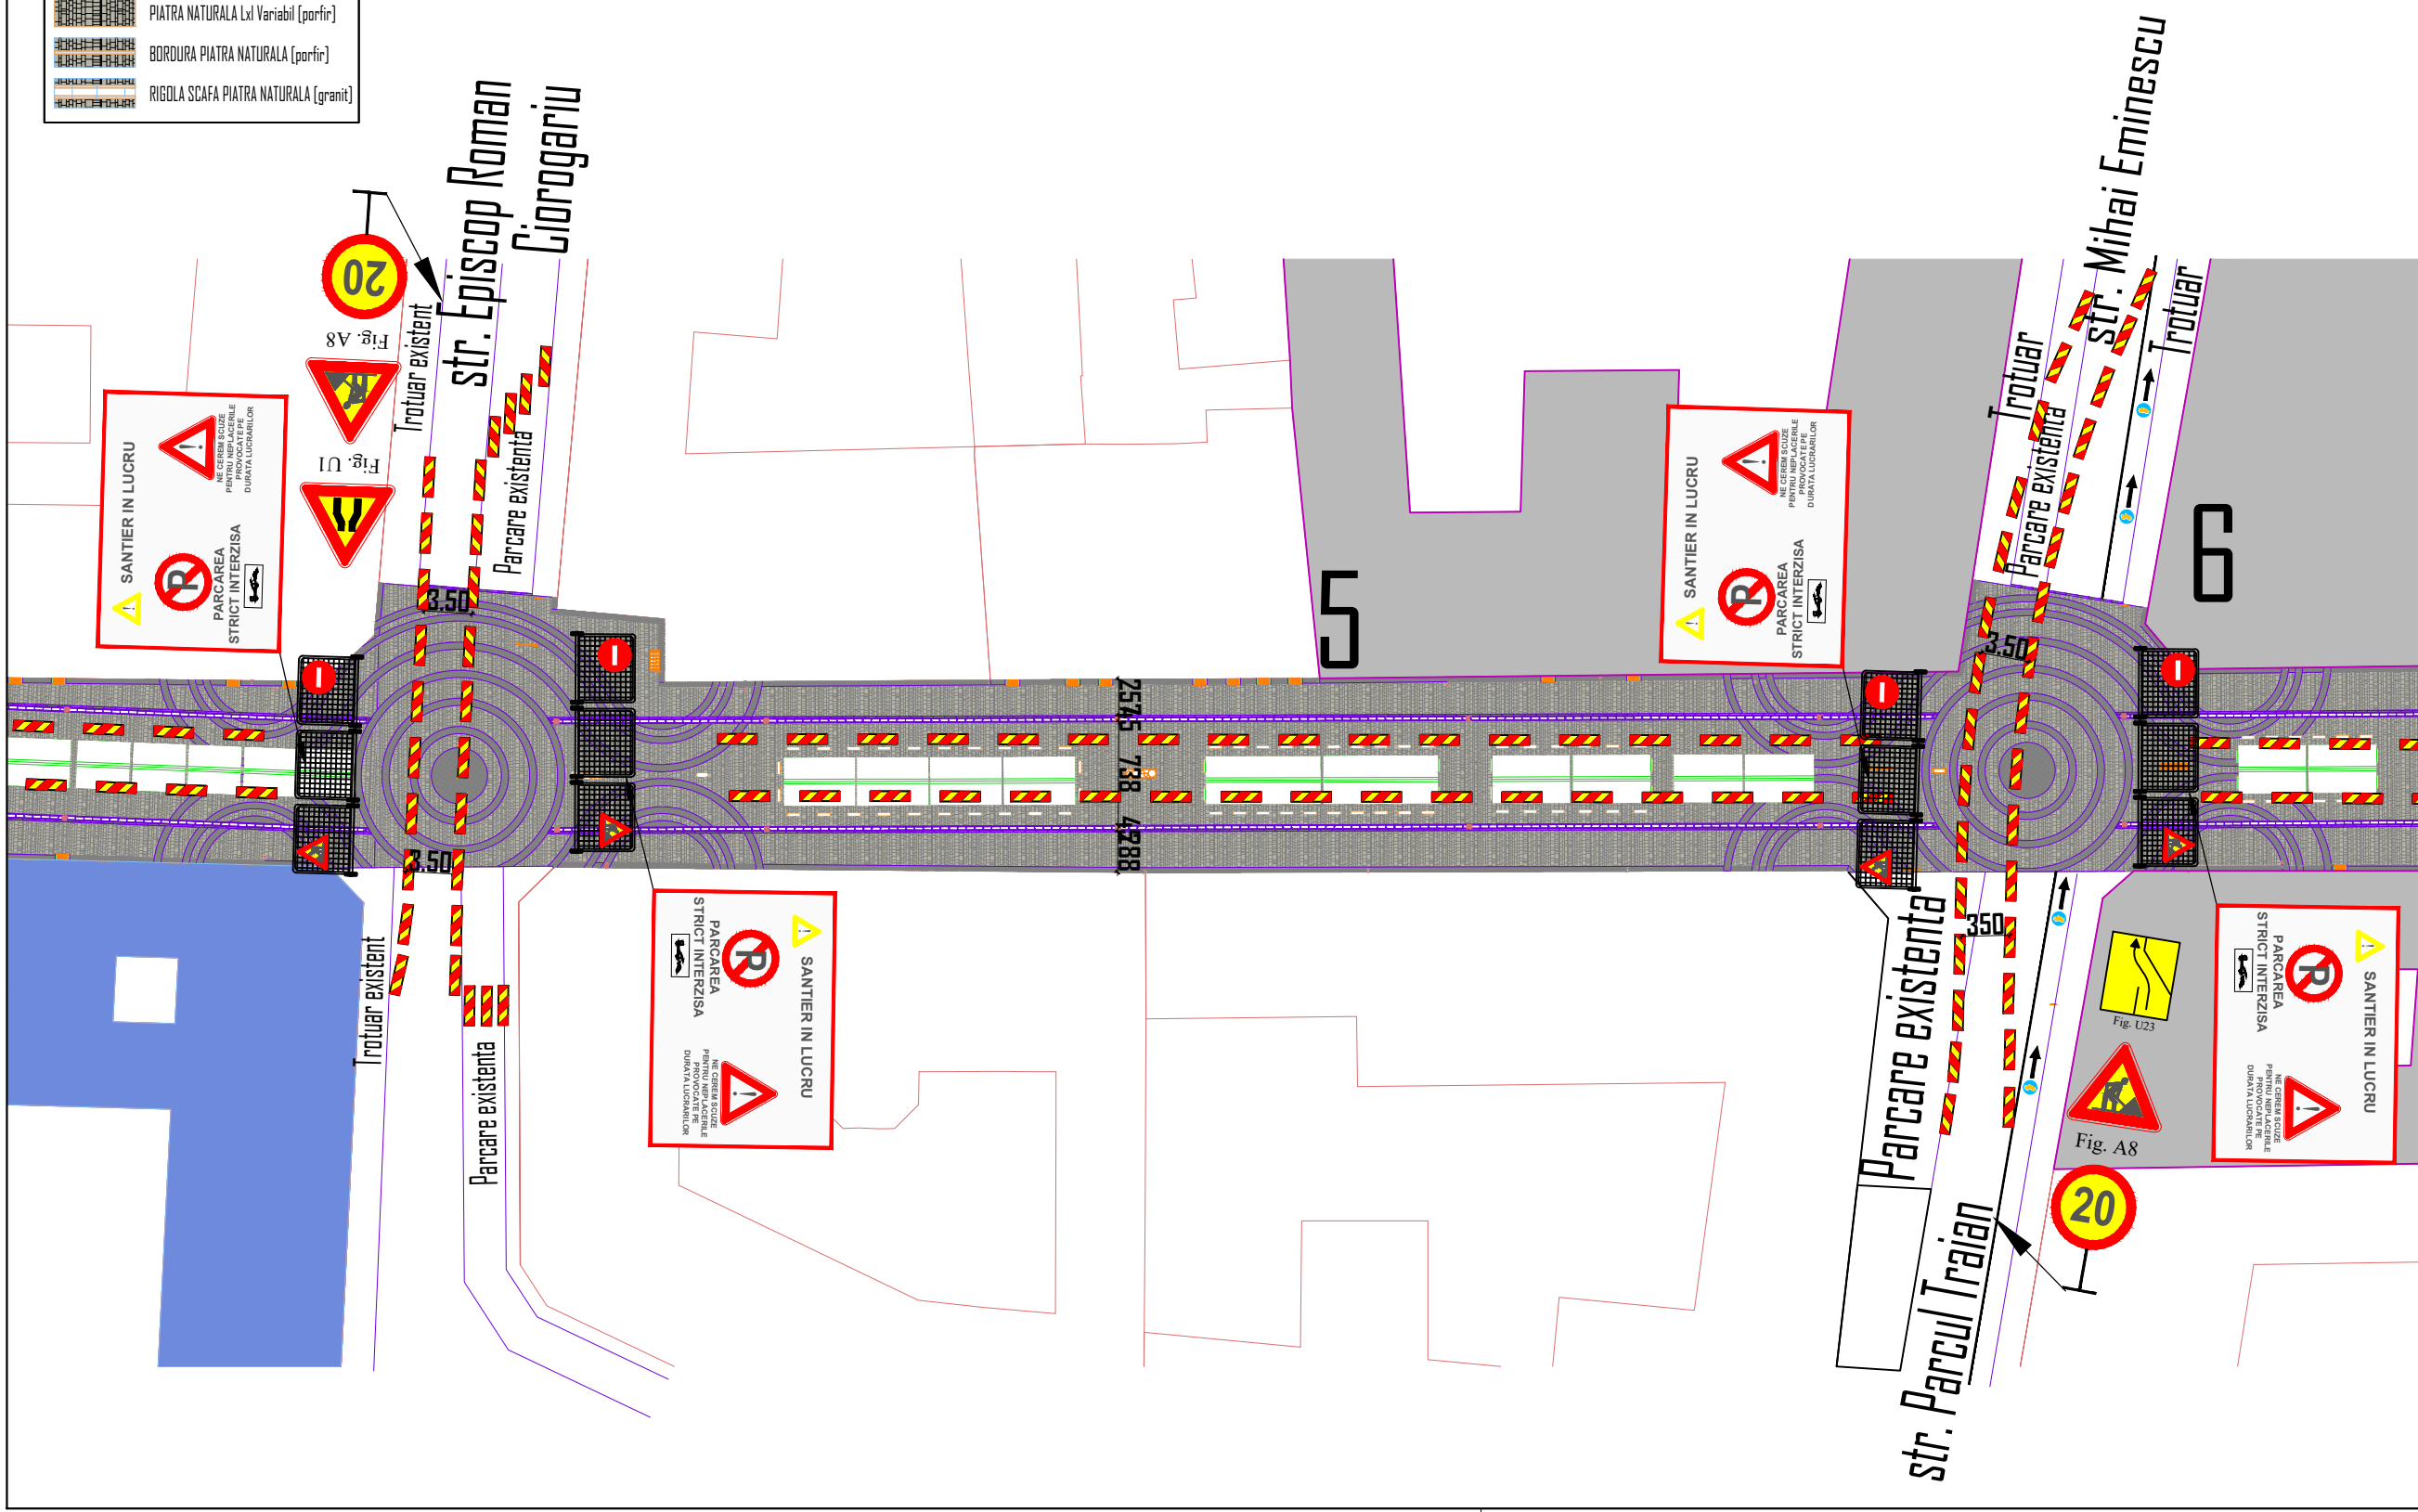 PIATRA NATURALA LxI Variabil (porfir)
BORDURA PIATRA NATURALA (porfir)
RIGOLA SCAFA PIATRA NATURALA (granit)
str. Episcop Roman
Ciorogariu
20
Fig. A8
Fig. U1
Trotuar existent
Parcare existenta
SANTIER IN LUCRU
NE CEREM SCUZE
PENTRU NEPLACERILE
PROVOCATE PE
DURATA LUCRARILOR
P
PARCAREA
STRICT INTERZISA
3.50
3.50
Trotuar existent
Parcare existenta
SANTIER IN LUCRU
P
PARCAREA
STRICT INTERZISA
NE CEREM SCUZE
PENTRU NEPLACERILE
PROVOCATE PE
DURATA LUCRARILOR
5
2575
788
4288
SANTIER IN LUCRU
NE CEREM SCUZE
PENTRU NEPLACERILE
PROVOCATE PE
DURATA LUCRARILOR
P
PARCAREA
STRICT INTERZISA
str. Mihai Eminescu
Trotuar
Trotuar
Parcare existenta
6
3.50
350
Parcare existenta
str. Parcul Traian
Fig. U23
Fig. A8
20
SANTIER IN LUCRU
P
PARCAREA
STRICT INTERZISA
NE CEREM SCUZE
PENTRU NEPLACERILE
PROVOCATE PE
DURATA LUCRARILOR